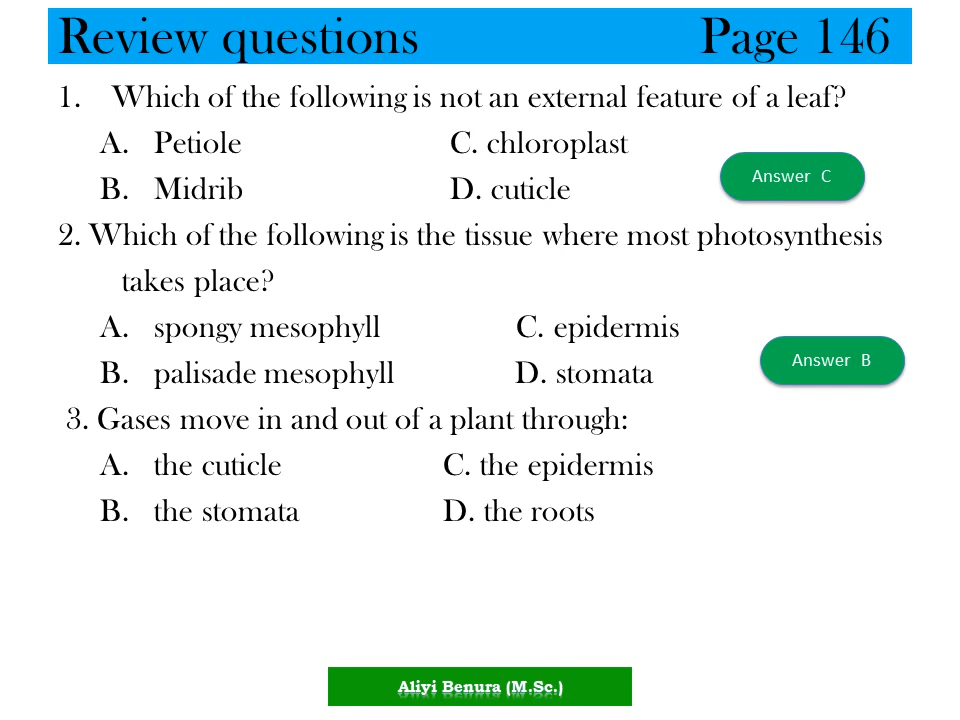 Review questions Page 146
1. Which of the following is not an external feature of a leaf?
A. Petiole C. chloroplast
B. Midrib D. cuticle
Answer C
2. Which of the following is the tissue where most photosynthesis
takes place?
A. spongy mesophyll C. epidermis
B. palisade mesophyll D. stomata
Answer B
3. Gases move in and out of a plant through:
A. the cuticle C. the epidermis
B. the stomata D. the roots
Aliyi Benura (M.Sc.)